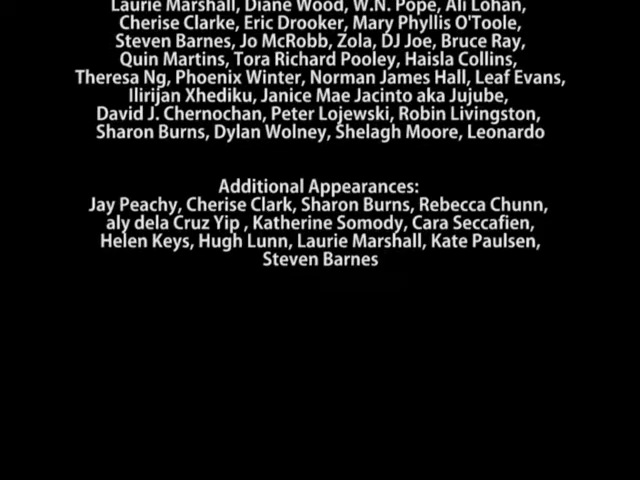 Laurie Marshall, Diane Wood, W.N. Pope, Ali Lohan,
Cherise Clarke, Eric Drooker, Mary Phyllis O'Toole,
Steven Barnes, Jo McRobb, Zola, DJ Joe, Bruce Ray,
Quin Martins, Tora Richard Pooley, Haisla Collins,
Theresa Ng, Phoenix Winter, Norman James Hall, Leaf Evans,
Ilirijan Xhediku, Janice Mae Jacinto aka Jujube,
David J. Chernochan, Peter Lojewski, Robin Livingston,
Sharon Burns, Dylan Wolney, Shelagh Moore, Leonardo
Additional Appearances:
Jay Peachy, Cherise Clark, Sharon Burns, Rebecca Chunn,
aly dela Cruz Yip , Katherine Somody, Cara Seccafien,
Helen Keys, Hugh Lunn, Laurie Marshall, Kate Paulsen,
Steven Barnes